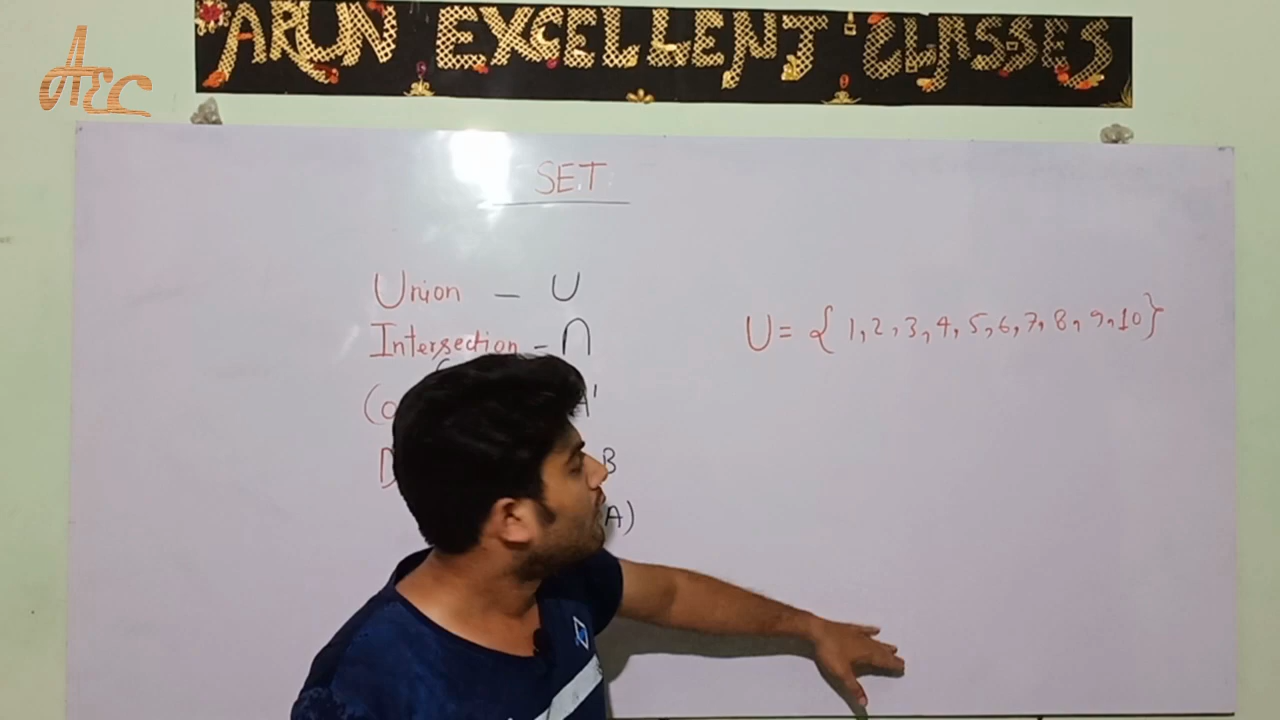 ARUN EXCELLENT CLASSES
SET
Union – ∪
Intersection – ∩
A'
B
A)
U = { 1, 2, 3, 4, 5, 6, 7, 8, 9, 10}